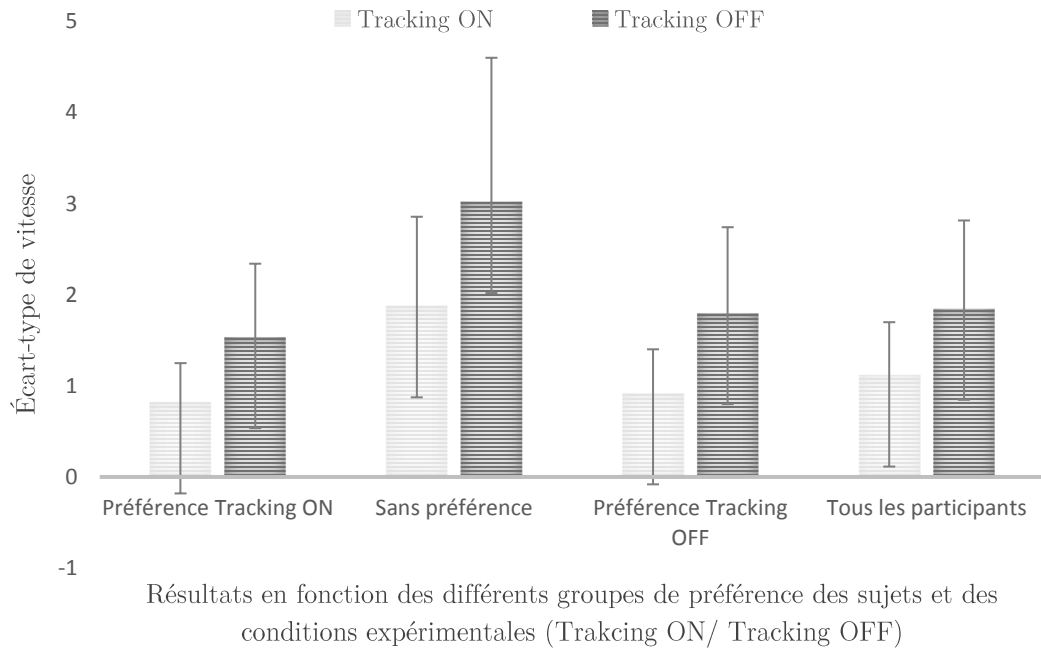 Tracking ON
Tracking OFF
5
4
3
2
1
0
-1
Écart-type de vitesse
Préférence Tracking ON
Sans préférence
Préférence Tracking
OFF
Tous les participants
Résultats en fonction des différents groupes de préférence des sujets et des
conditions expérimentales (Trakcing ON/ Tracking OFF)